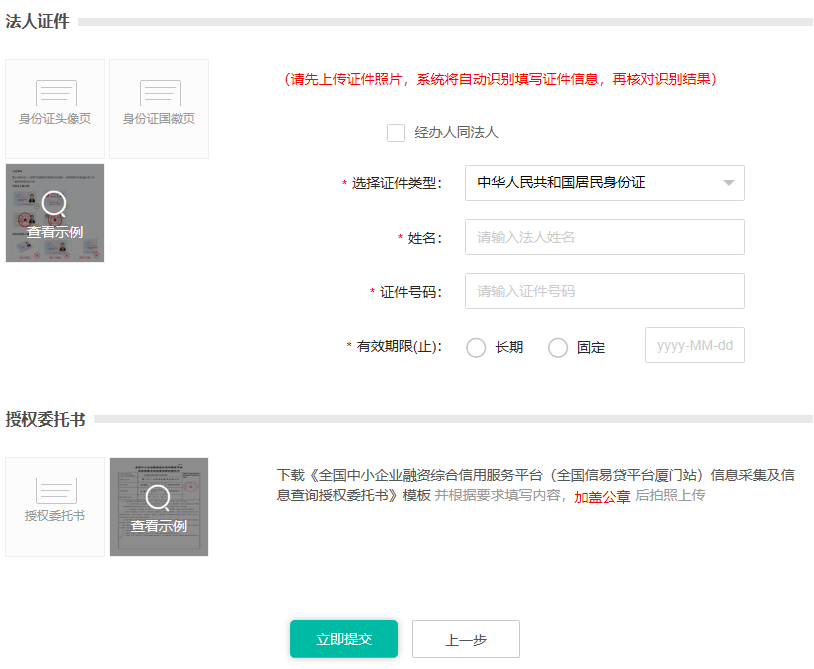 法人证件
身份证头像页
身份证国徽页
查看示例
（请先上传证件照片，系统将自动识别填写证件信息，再核对识别结果）
经办人同法人
* 选择证件类型： 中华人民共和国居民身份证
* 姓名： 请输入法人姓名
* 证件号码： 请输入证件号码
* 有效期限(止)： 长期 固定 yyyy-MM-dd
授权委托书
授权委托书
查看示例
下载《全国中小企业融资综合信用服务平台（全国信易贷平台厦门站）信息采集及信
息查询授权委托书》模板 并根据要求填写内容，加盖公章 后拍照上传
立即提交 上一步